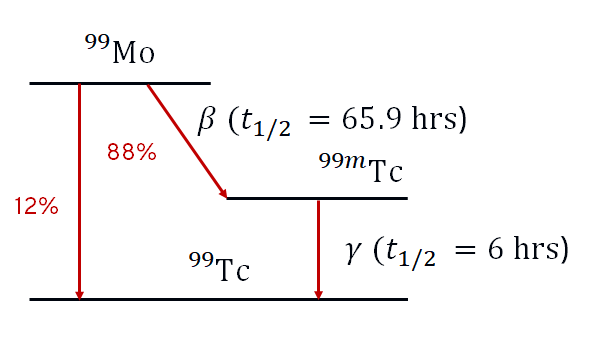 ⁹⁹Mo
β (t₁/₂ = 65.9 hrs)
88%
⁹⁹ᵐTc
12%
γ (t₁/₂ = 6 hrs)
⁹⁹Tc